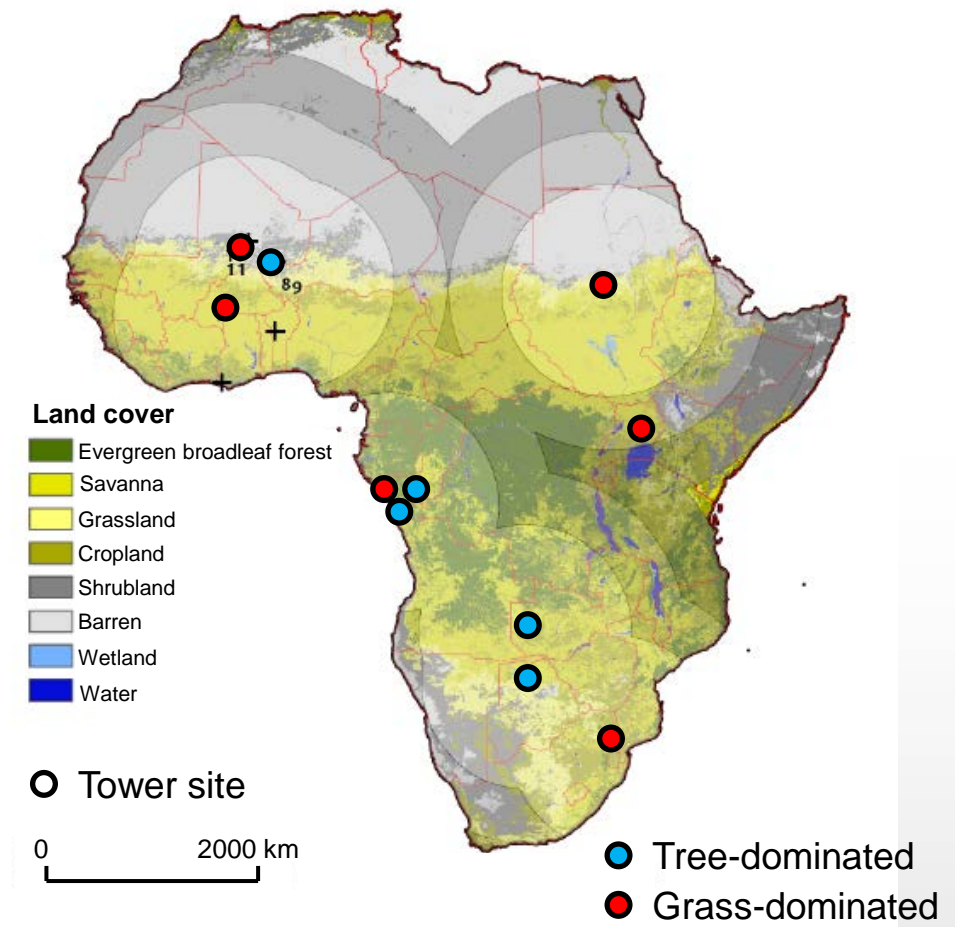 11
89
Land cover
Evergreen broadleaf forest
Savanna
Grassland
Cropland
Shrubland
Barren
Wetland
Water
Tower site
0 2000 km
Tree-dominated
Grass-dominated